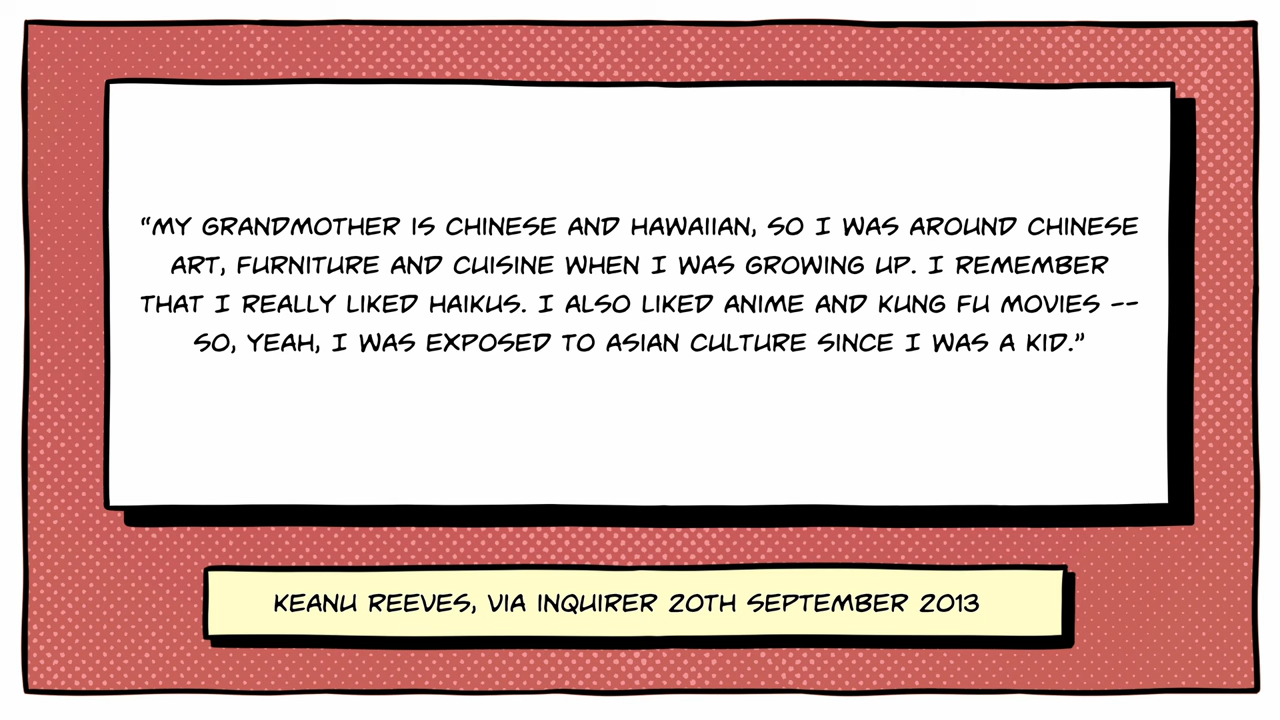 “MY GRANDMOTHER IS CHINESE AND HAWAIIAN, SO I WAS AROUND CHINESE
ART, FURNITURE AND CUISINE WHEN I WAS GROWING UP. I REMEMBER
THAT I REALLY LIKED HAIKUS. I ALSO LIKED ANIME AND KUNG FU MOVIES --
SO, YEAH, I WAS EXPOSED TO ASIAN CULTURE SINCE I WAS A KID.”
KEANU REEVES, VIA INQUIRER 20TH SEPTEMBER 2013